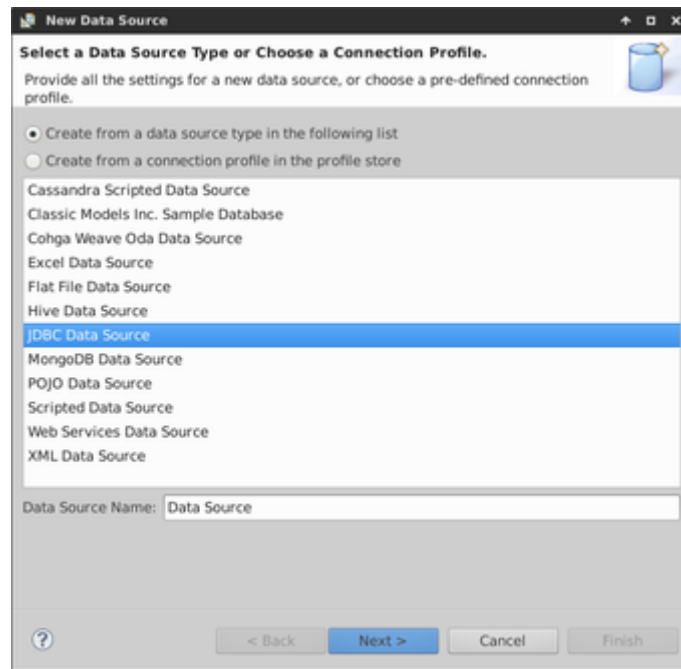 New Data Source
Select a Data Source Type or Choose a Connection Profile.
Provide all the settings for a new data source, or choose a pre-defined connection
profile.
Create from a data source type in the following list
Create from a connection profile in the profile store
Cassandra Scripted Data Source
Classic Models Inc. Sample Database
Cohga Weave Oda Data Source
Excel Data Source
Flat File Data Source
Hive Data Source
JDBC Data Source
MongoDB Data Source
POJO Data Source
Scripted Data Source
Web Services Data Source
XML Data Source
Data Source Name: Data Source
? < Back Next > Cancel Finish